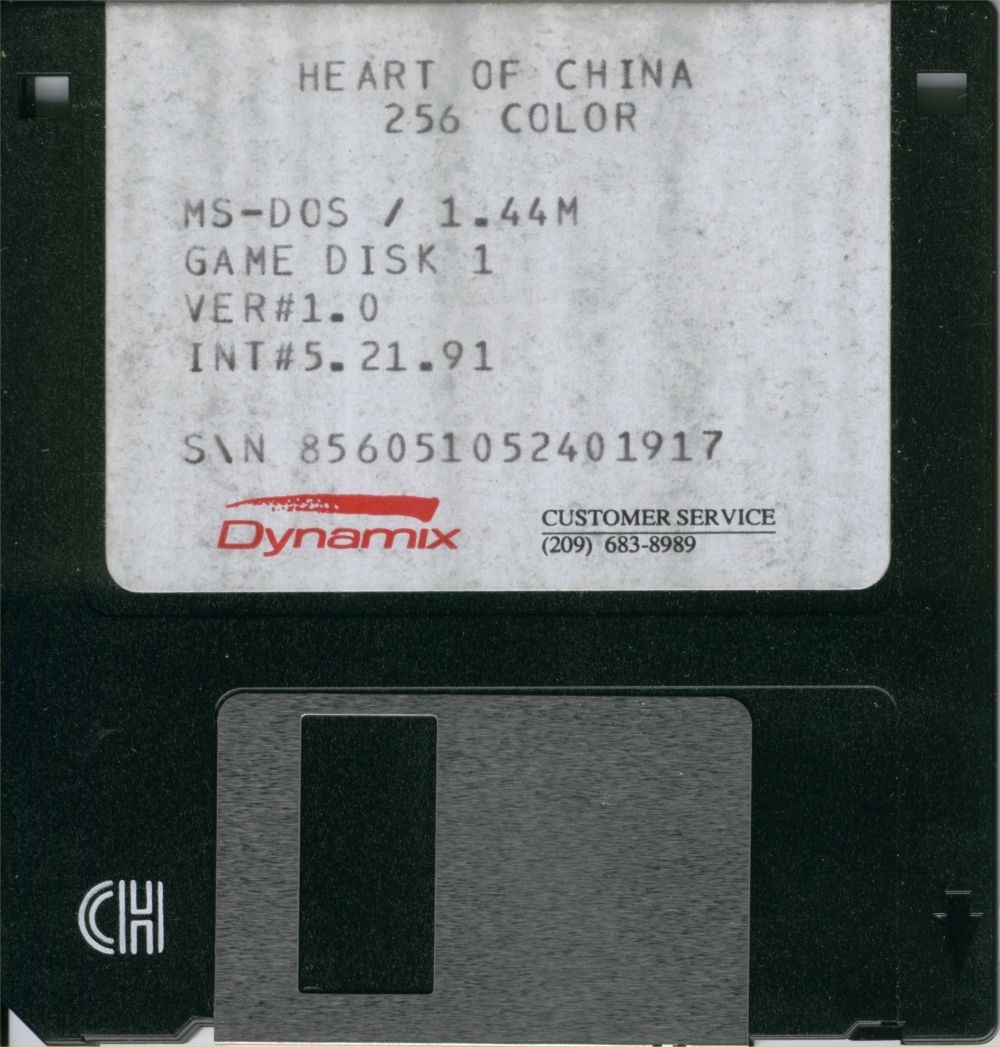 HEART OF CHINA
256 COLOR
MS-DOS / 1.44M
GAME DISK 1
VER#1.0
INT#5.21.91
S\N 856051052401917
Dynamix
CUSTOMER SERVICE
(209) 683-8989
CH